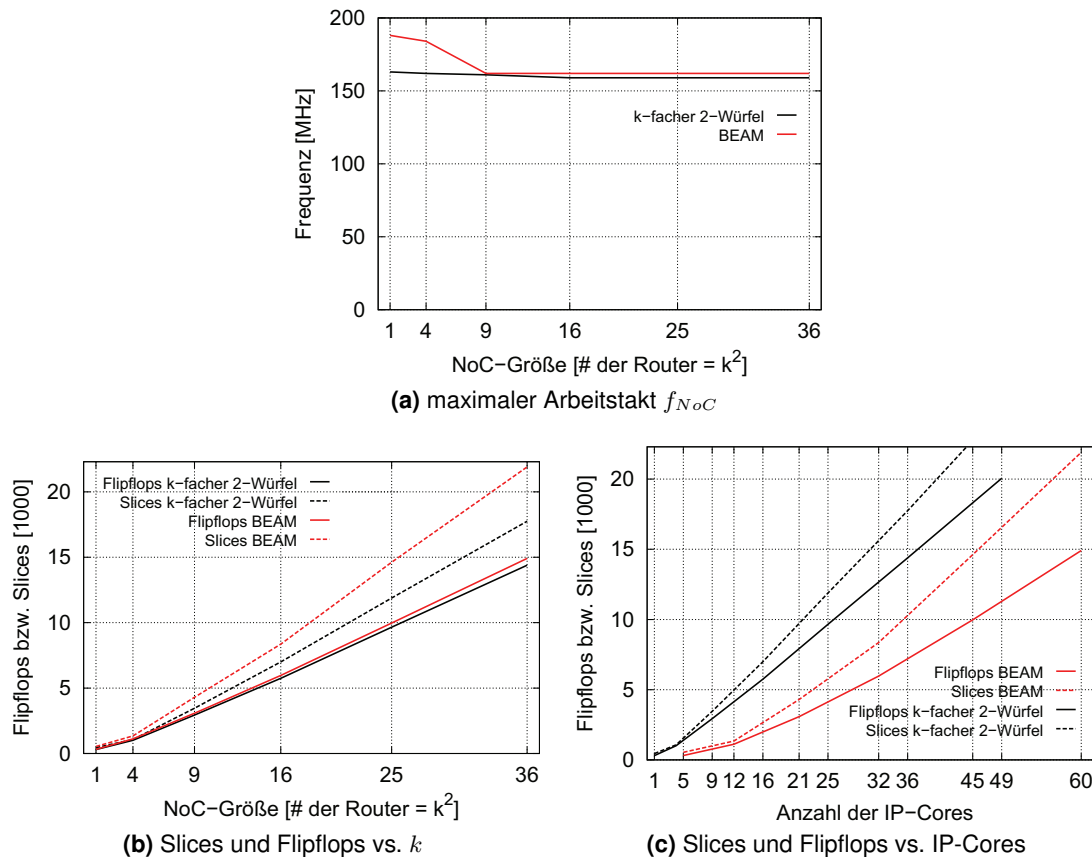 200
150
100
50
0
Frequenz [MHz]
k−facher 2−Würfel
BEAM
1 4 9 16 25 36
NoC−Größe [# der Router = k²]
(a) maximaler Arbeitstakt f_NoC
20
15
10
5
0
Flipflops bzw. Slices [1000]
Flipflops k−facher 2−Würfel
Slices k−facher 2−Würfel
Flipflops BEAM
Slices BEAM
1 4 9 16 25 36
NoC−Größe [# der Router = k²]
(b) Slices und Flipflops vs. k
20
15
10
5
0
Flipflops bzw. Slices [1000]
Flipflops BEAM
Slices BEAM
Flipflops k−facher 2−Würfel
Slices k−facher 2−Würfel
1 5 9 12 16 21 25 32 36 45 49 60
Anzahl der IP−Cores
(c) Slices und Flipflops vs. IP-Cores